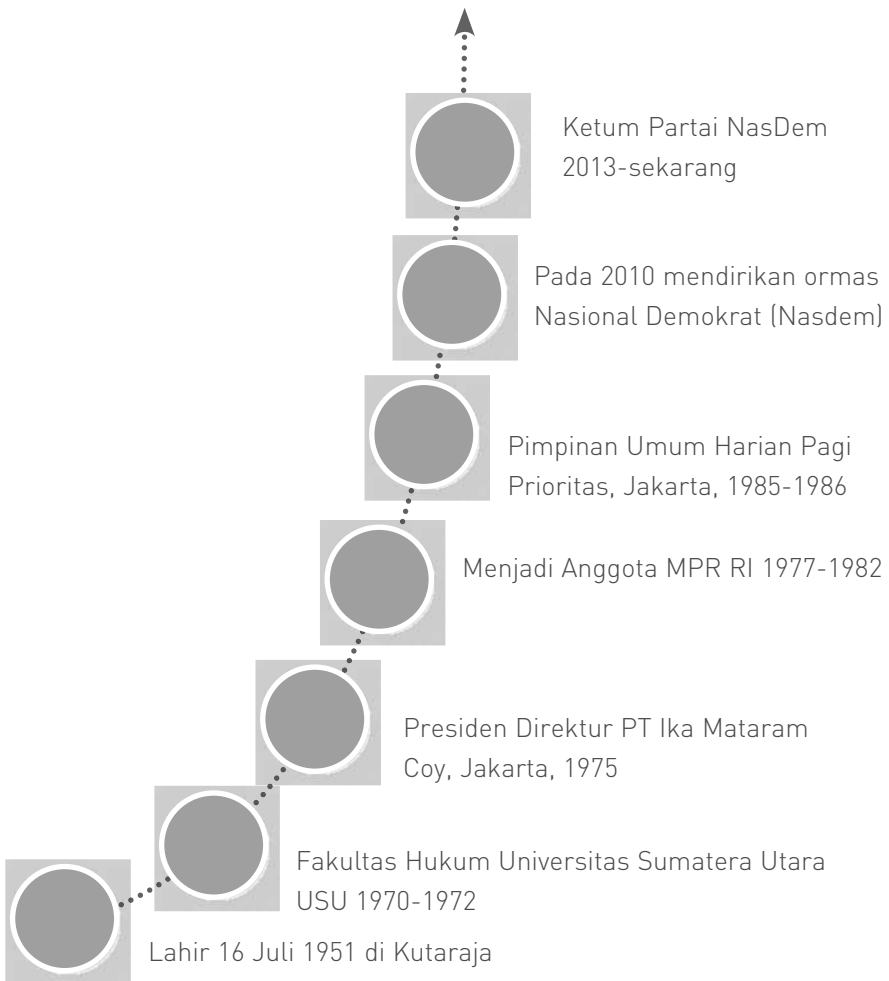 Ketum Partai NasDem
2013-sekarang
Pada 2010 mendirikan ormas
Nasional Demokrat (Nasdem)
Pimpinan Umum Harian Pagi
Prioritas, Jakarta, 1985-1986
Menjadi Anggota MPR RI 1977-1982
Presiden Direktur PT Ika Mataram
Coy, Jakarta, 1975
Fakultas Hukum Universitas Sumatera Utara
USU 1970-1972
Lahir 16 Juli 1951 di Kutaraja